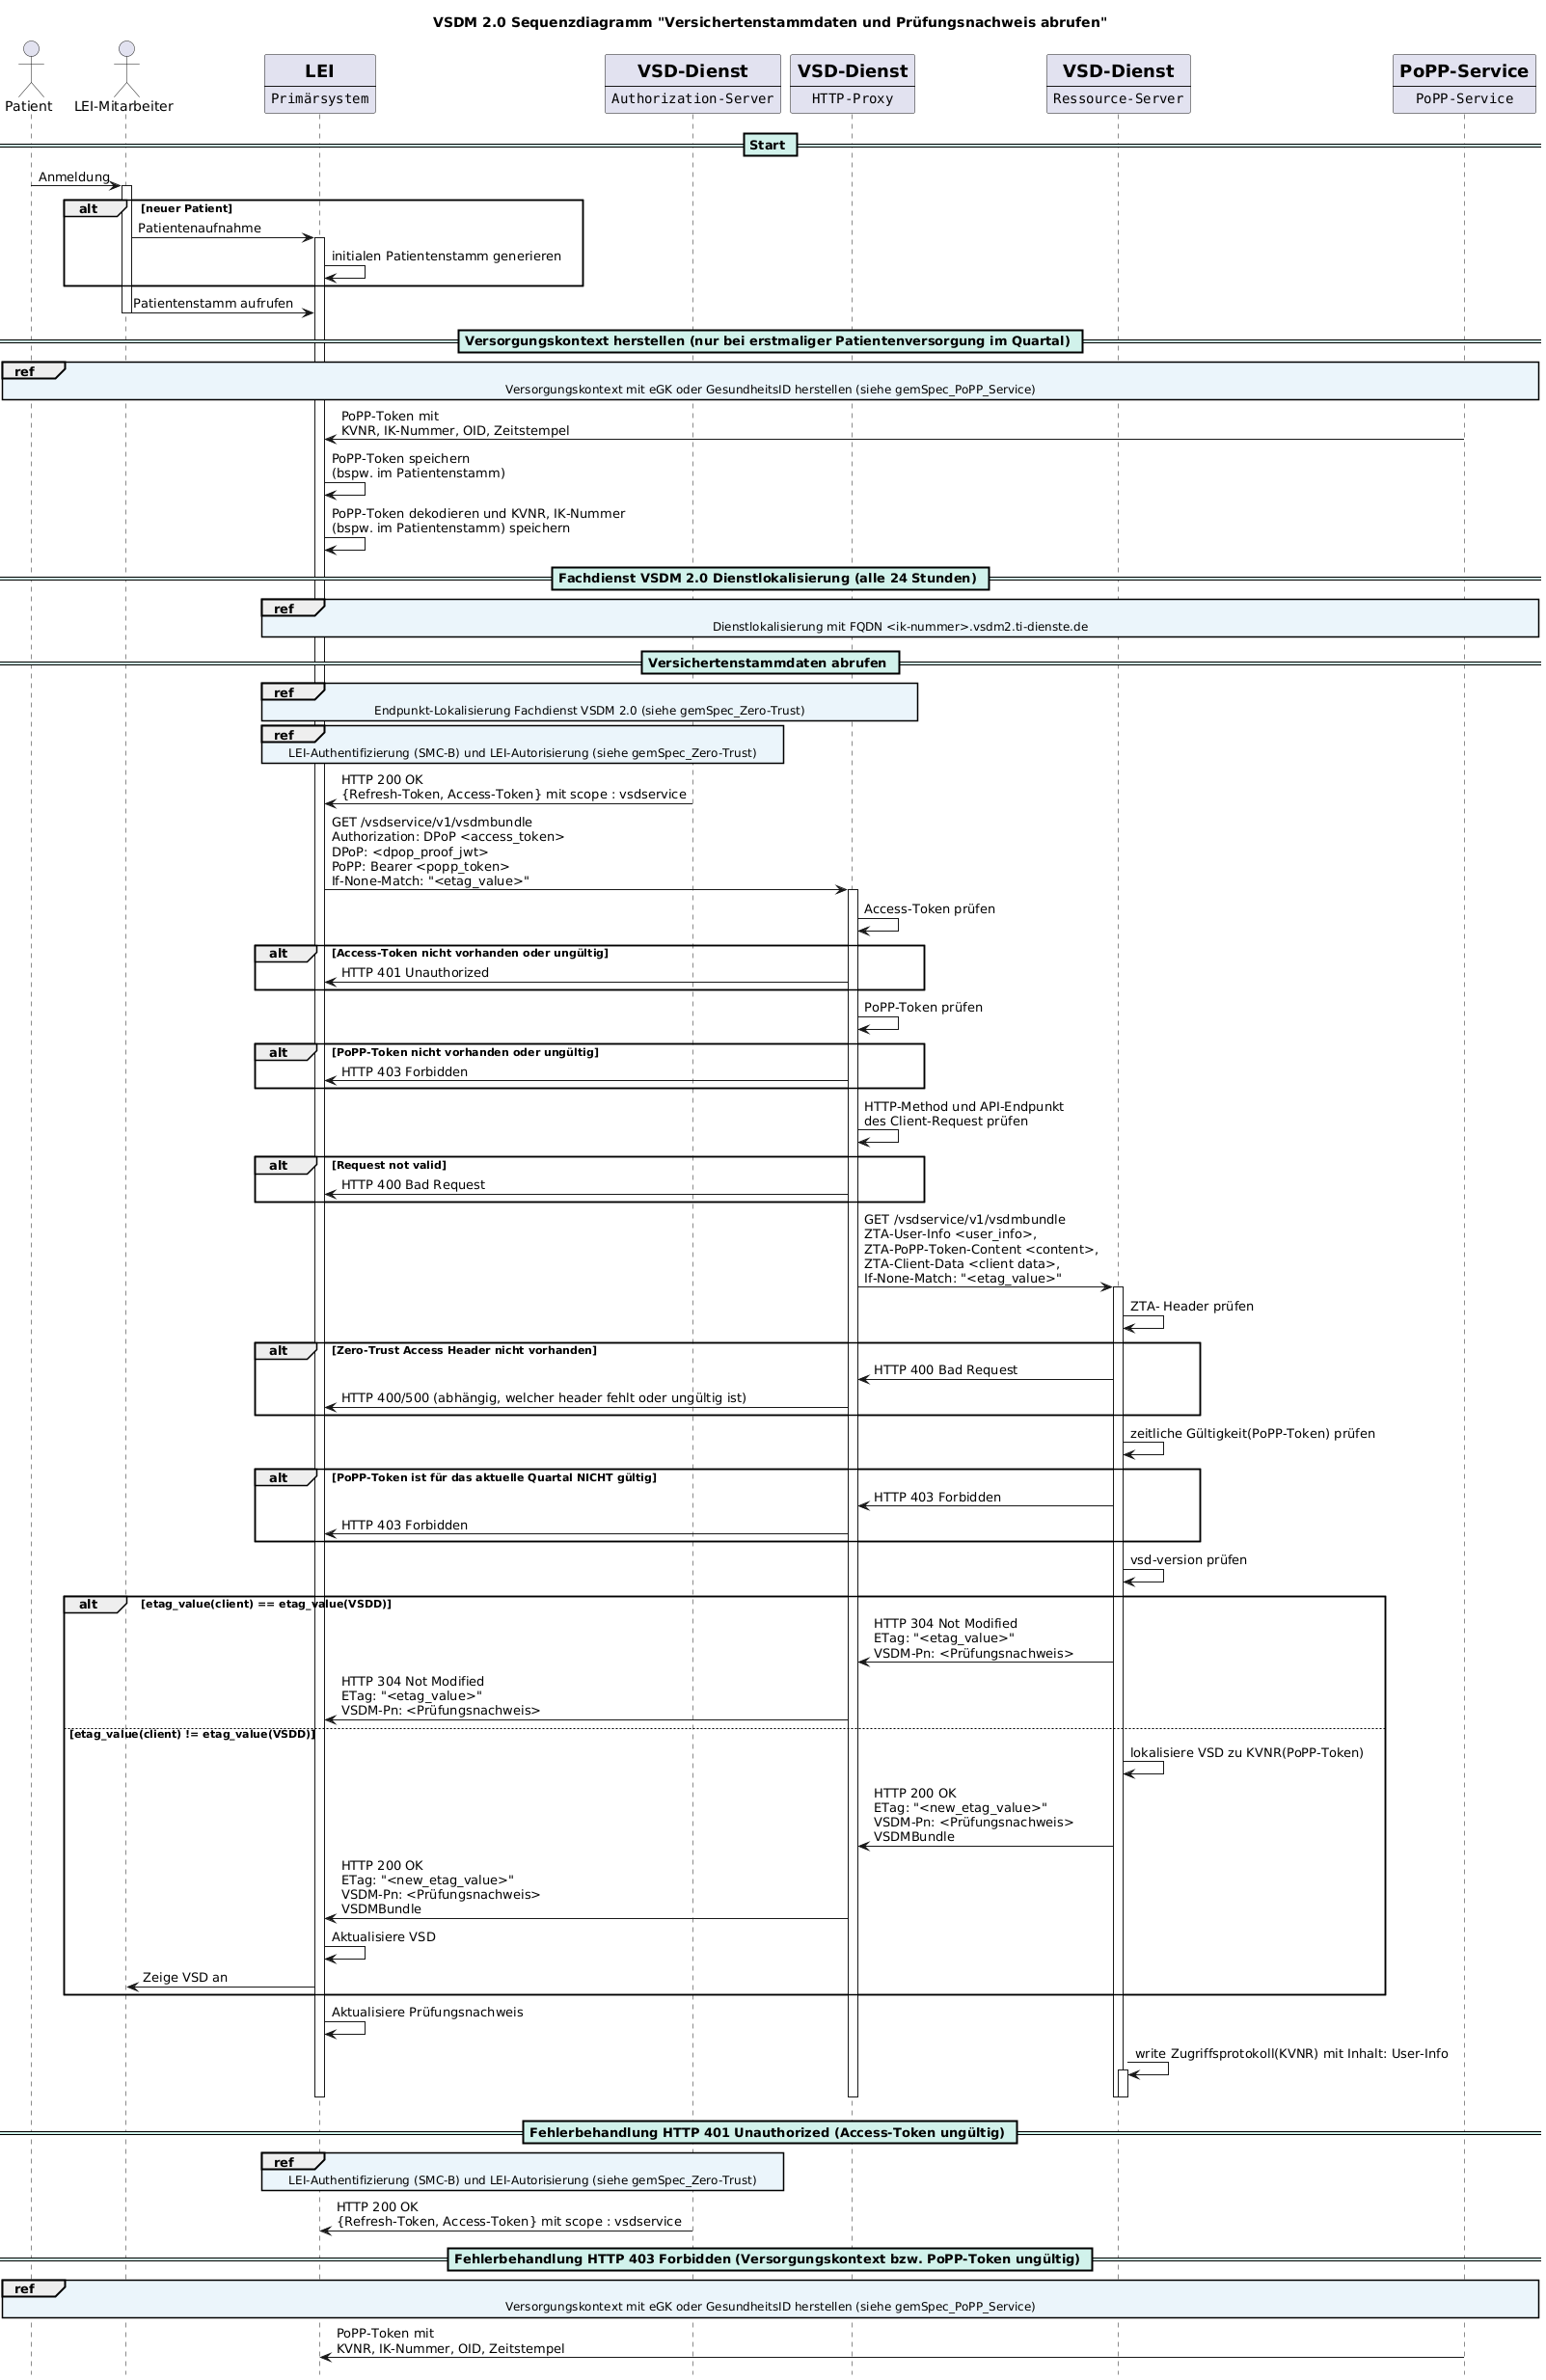 VSDM 2.0 Sequenzdiagramm "Versichertenstammdaten und Prüfungsnachweis abrufen"
Patient
LEI-Mitarbeiter
LEI
Primärsystem
VSD-Dienst
Authorization-Server
VSD-Dienst
HTTP-Proxy
VSD-Dienst
Ressource-Server
PoPP-Service
PoPP-Service
Start
Anmeldung
alt
[neuer Patient]
Patientenaufnahme
initialen Patientenstamm generieren
Patientenstamm aufrufen
Versorgungskontext herstellen (nur bei erstmaliger Patientenversorgung im Quartal)
ref
Versorgungskontext mit eGK oder GesundheitsID herstellen (siehe gemSpec_PoPP_Service)
PoPP-Token mit
KVNR, IK-Nummer, OID, Zeitstempel
PoPP-Token speichern
(bspw. im Patientenstamm)
PoPP-Token dekodieren und KVNR, IK-Nummer
(bspw. im Patientenstamm) speichern
Fachdienst VSDM 2.0 Dienstlokalisierung (alle 24 Stunden)
ref
Dienstlokalisierung mit FQDN <ik-nummer>.vsdm2.ti-dienste.de
Versichertenstammdaten abrufen
ref
Endpunkt-Lokalisierung Fachdienst VSDM 2.0 (siehe gemSpec_Zero-Trust)
ref
LEI-Authentifizierung (SMC-B) und LEI-Autorisierung (siehe gemSpec_Zero-Trust)
HTTP 200 OK
{Refresh-Token, Access-Token} mit scope : vsdservice
GET /vsdservice/v1/vsdmbundle
Authorization: DPoP <access_token>
DPoP: <dpop_proof_jwt>
PoPP: Bearer <popp_token>
If-None-Match: "<etag_value>"
Access-Token prüfen
alt
[Access-Token nicht vorhanden oder ungültig]
HTTP 401 Unauthorized
PoPP-Token prüfen
alt
[PoPP-Token nicht vorhanden oder ungültig]
HTTP 403 Forbidden
HTTP-Method und API-Endpunkt
des Client-Request prüfen
alt
[Request not valid]
HTTP 400 Bad Request
GET /vsdservice/v1/vsdmbundle
ZTA-User-Info <user_info>,
ZTA-PoPP-Token-Content <content>,
ZTA-Client-Data <client data>,
If-None-Match: "<etag_value>"
ZTA- Header prüfen
alt
[Zero-Trust Access Header nicht vorhanden]
HTTP 400 Bad Request
HTTP 400/500 (abhängig, welcher header fehlt oder ungültig ist)
zeitliche Gültigkeit(PoPP-Token) prüfen
alt
[PoPP-Token ist für das aktuelle Quartal NICHT gültig]
HTTP 403 Forbidden
HTTP 403 Forbidden
vsd-version prüfen
alt
[etag_value(client) == etag_value(VSDD)]
HTTP 304 Not Modified
ETag: "<etag_value>"
VSDM-Pn: <Prüfungsnachweis>
HTTP 304 Not Modified
ETag: "<etag_value>"
VSDM-Pn: <Prüfungsnachweis>
[etag_value(client) != etag_value(VSDD)]
lokalisiere VSD zu KVNR(PoPP-Token)
HTTP 200 OK
ETag: "<new_etag_value>"
VSDM-Pn: <Prüfungsnachweis>
VSDMBundle
HTTP 200 OK
ETag: "<new_etag_value>"
VSDM-Pn: <Prüfungsnachweis>
VSDMBundle
Aktualisiere VSD
Zeige VSD an
Aktualisiere Prüfungsnachweis
write Zugriffsprotokoll(KVNR) mit Inhalt: User-Info
Fehlerbehandlung HTTP 401 Unauthorized (Access-Token ungültig)
ref
LEI-Authentifizierung (SMC-B) und LEI-Autorisierung (siehe gemSpec_Zero-Trust)
HTTP 200 OK
{Refresh-Token, Access-Token} mit scope : vsdservice
Fehlerbehandlung HTTP 403 Forbidden (Versorgungskontext bzw. PoPP-Token ungültig)
ref
Versorgungskontext mit eGK oder GesundheitsID herstellen (siehe gemSpec_PoPP_Service)
PoPP-Token mit
KVNR, IK-Nummer, OID, Zeitstempel